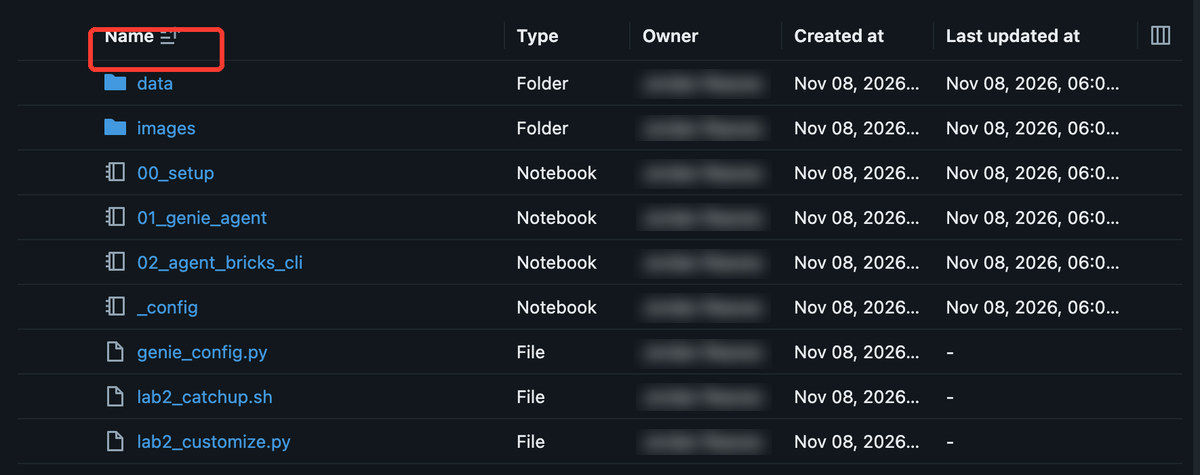 Name Type Owner Created at Last updated at
data Folder Nov 08, 2026... Nov 08, 2026, 06:0...
images Folder Nov 08, 2026... Nov 08, 2026, 06:0...
00_setup Notebook Nov 08, 2026... Nov 08, 2026, 06:0...
01_genie_agent Notebook Nov 08, 2026... Nov 08, 2026, 06:0...
02_agent_bricks_cli Notebook Nov 08, 2026... Nov 08, 2026, 06:0...
_config Notebook Nov 08, 2026... Nov 08, 2026, 06:0...
genie_config.py File Nov 08, 2026... -
lab2_catchup.sh File Nov 08, 2026... -
lab2_customize.py File Nov 08, 2026... -